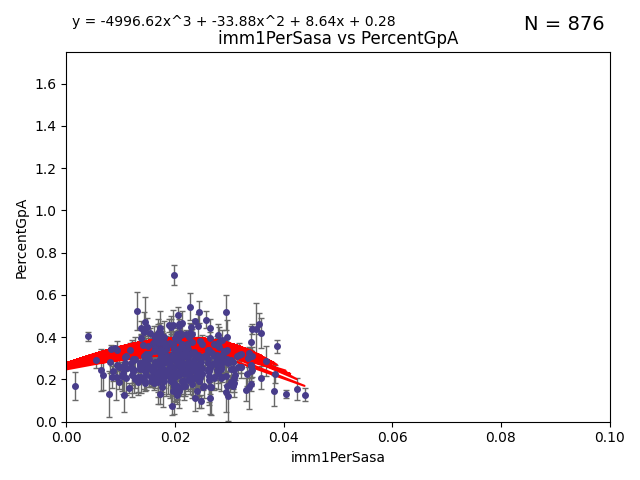 y = -4996.62x^3 + -33.88x^2 + 8.64x + 0.28
N = 876
imm1PerSasa vs PercentGpA
1.6
1.4
1.2
1.0
0.8
0.6
0.4
0.2
0.0
PercentGpA
0.00 0.02 0.04 0.06 0.08 0.10
imm1PerSasa